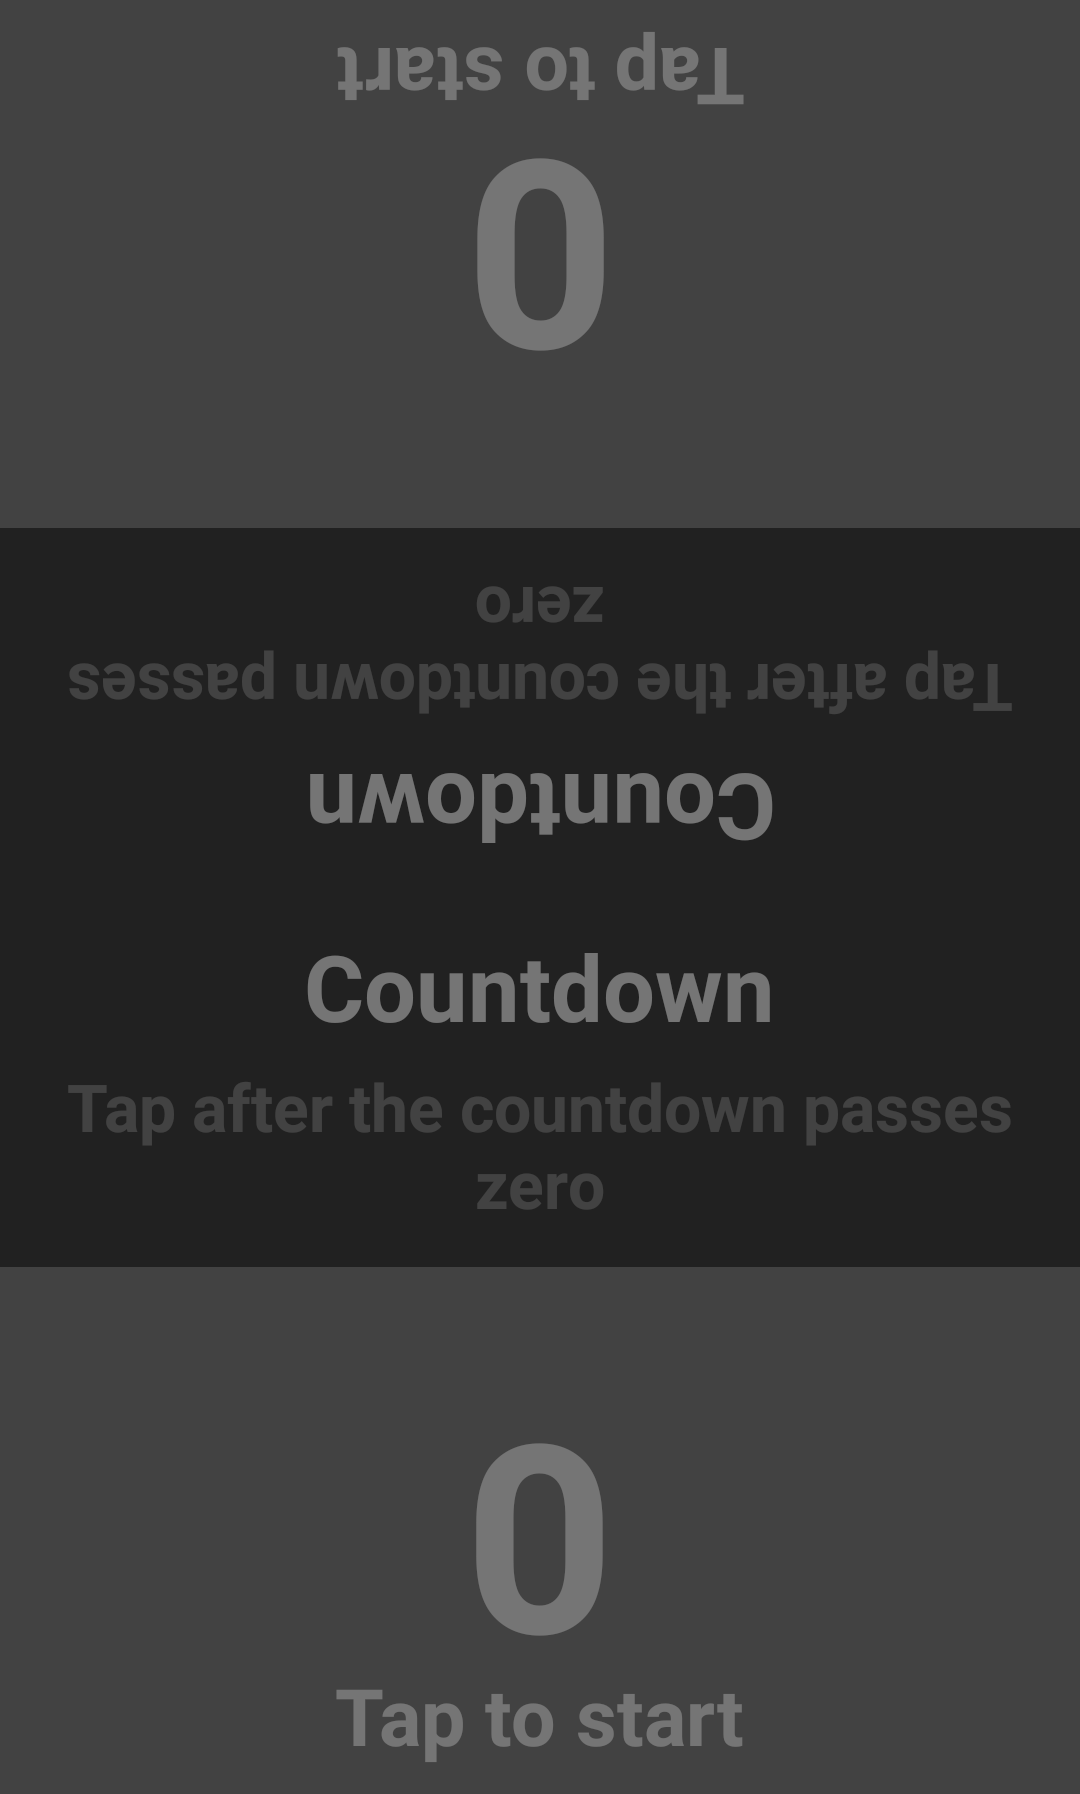 Tap to start
0
zero
Tap after the countdown passes
Countdown
Countdown
Tap after the countdown passes
zero
0
Tap to start